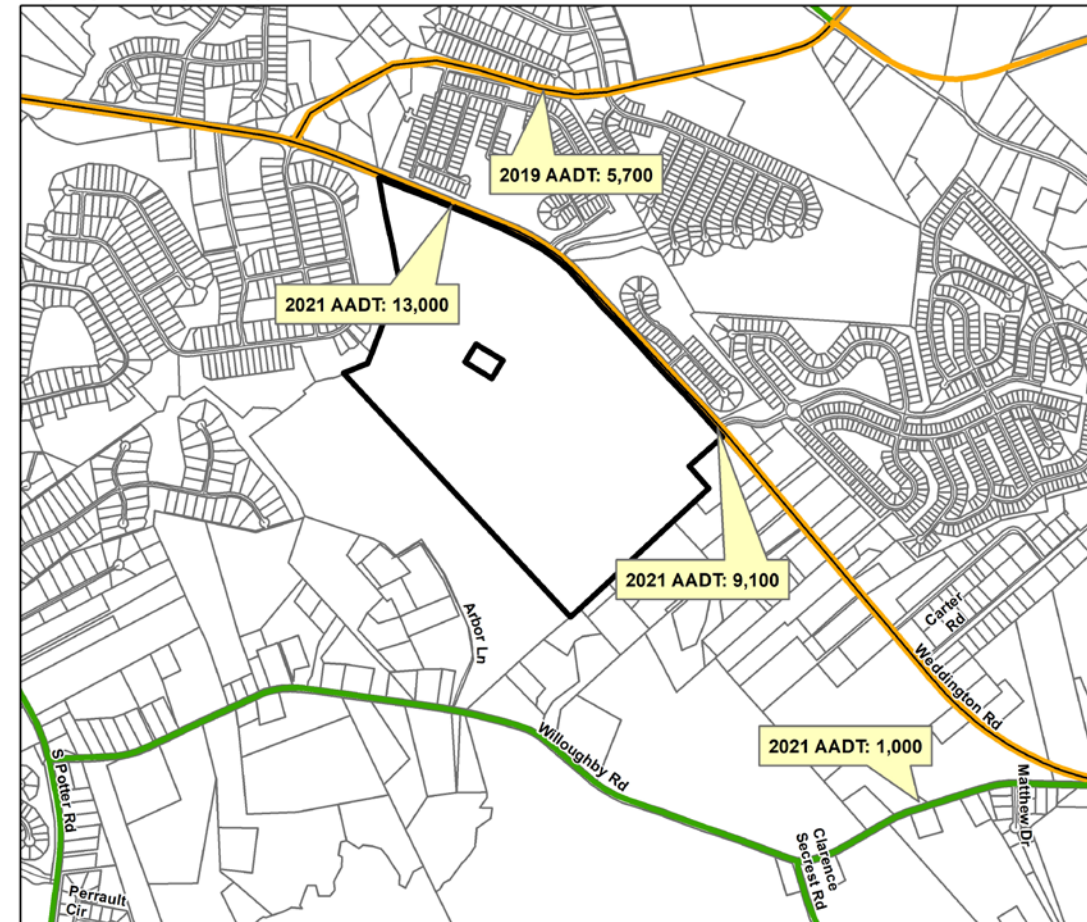 2019 AADT: 5,700
2021 AADT: 13,000
2021 AADT: 9,100
Arbor Ln
Carter
Rd
Weddington Rd
Willoughby Rd
2021 AADT: 1,000
S Potter Rd
Matthew Dr
Clarence
Secrest Rd
Perrault
Cir